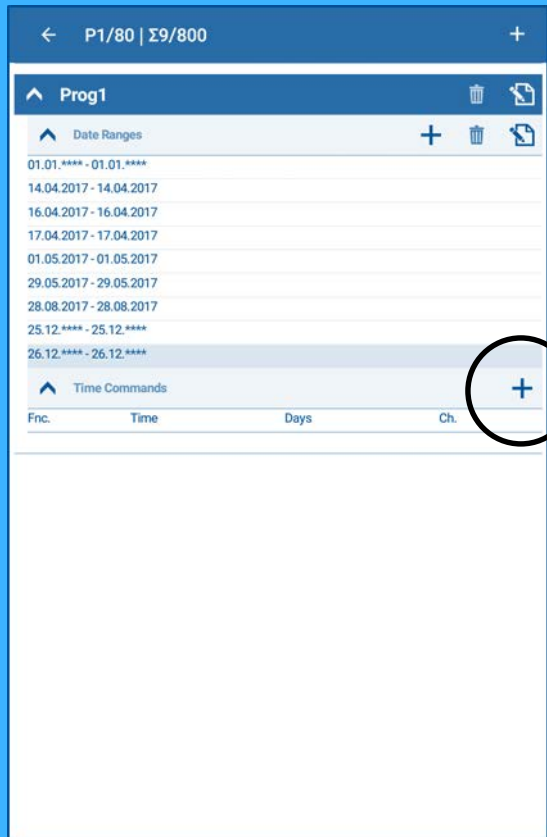 P1/80 | Σ9/800
Prog1
Date Ranges
01.01.**** - 01.01.****
14.04.2017 - 14.04.2017
16.04.2017 - 16.04.2017
17.04.2017 - 17.04.2017
01.05.2017 - 01.05.2017
29.05.2017 - 29.05.2017
28.08.2017 - 28.08.2017
25.12.**** - 25.12.****
26.12.**** - 26.12.****
Time Commands
Fnc. Time Days Ch.